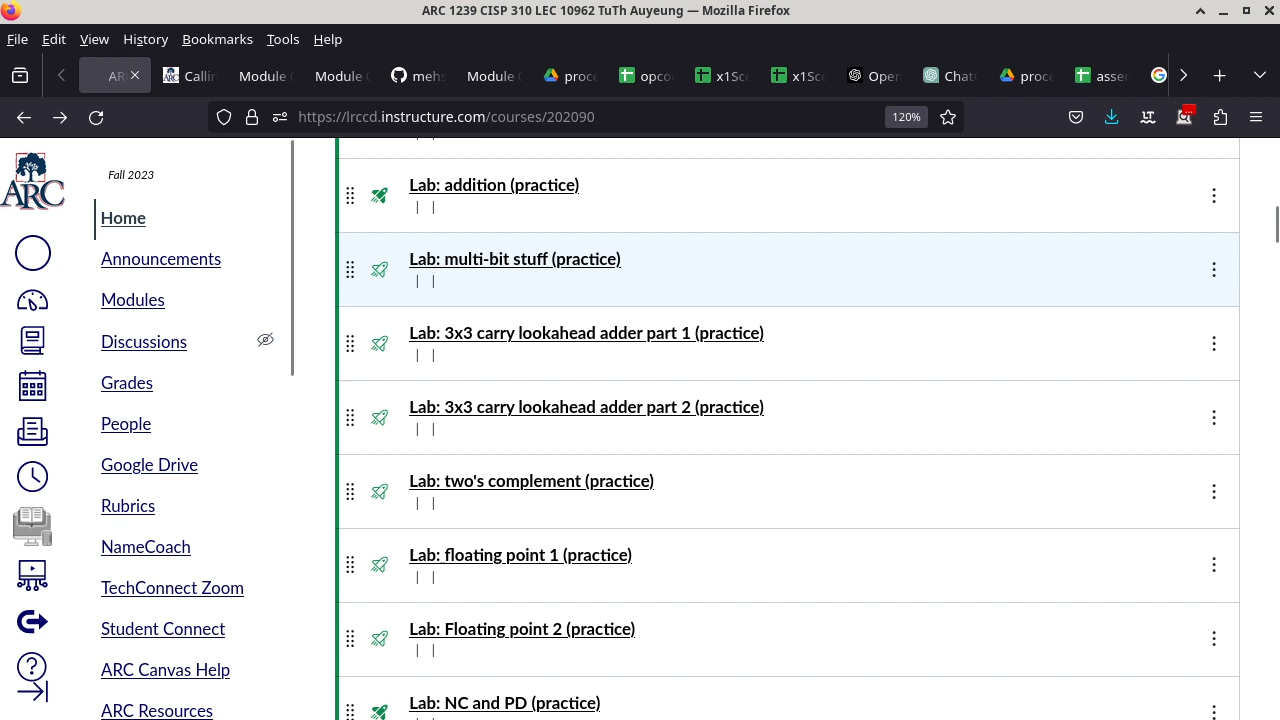 ARC 1239 CISP 310 LEC 10962 TuTh Auyeung — Mozilla Firefox
File Edit View History Bookmarks Tools Help
AR Callin Module Module mehs Module proce opco x1Sc x1Sc Open Chat proce asser
https://lrccd.instructure.com/courses/202090 120%
ARC
Fall 2023
Home
Announcements
Modules
Discussions
Grades
People
Google Drive
Rubrics
NameCoach
TechConnect Zoom
Student Connect
ARC Canvas Help
ARC Resources
Lab: addition (practice)
| |
Lab: multi-bit stuff (practice)
| |
Lab: 3x3 carry lookahead adder part 1 (practice)
| |
Lab: 3x3 carry lookahead adder part 2 (practice)
| |
Lab: two's complement (practice)
| |
Lab: floating point 1 (practice)
| |
Lab: Floating point 2 (practice)
| |
Lab: NC and PD (practice)